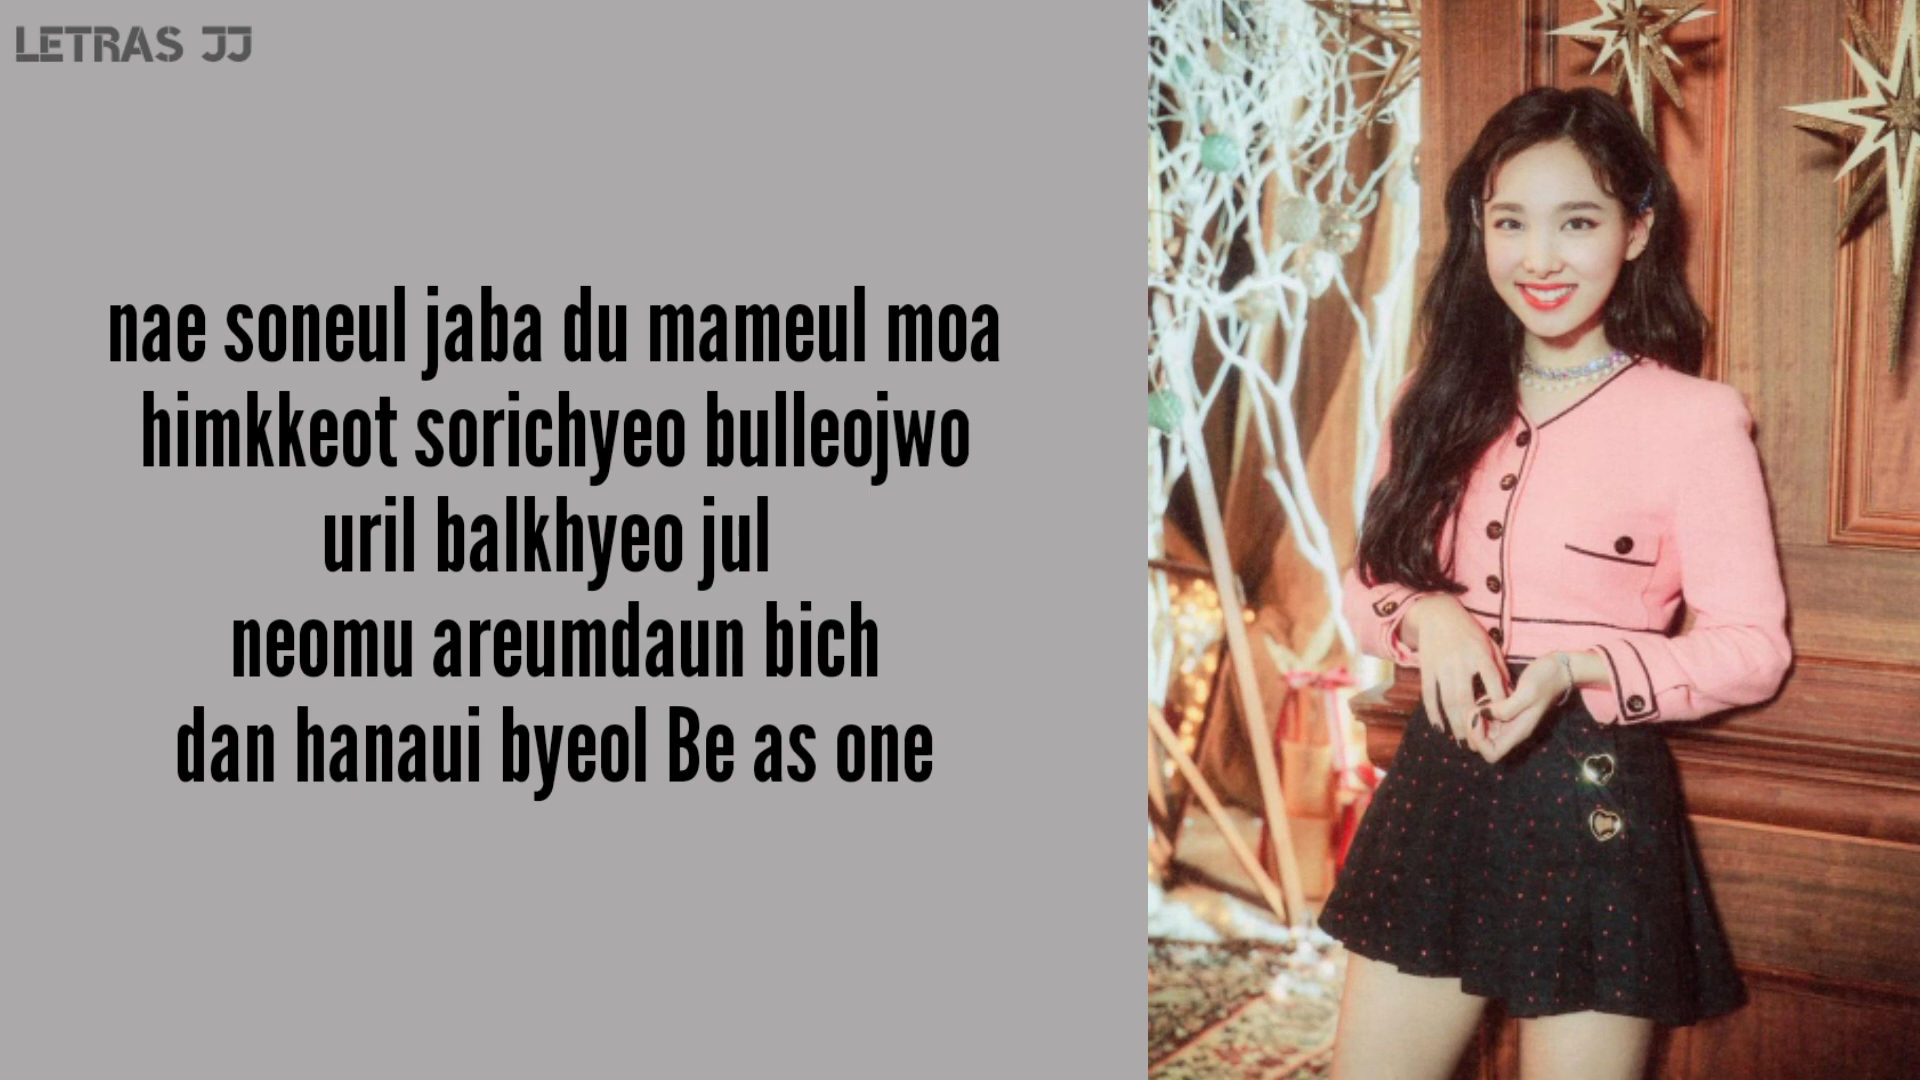 LETRAS JJ
nae soneul jaba du mameul moa
himkkeot sorichyeo bulleojwo
uril balkhyeo jul
neomu areumdaun bich
dan hanaui byeol Be as one